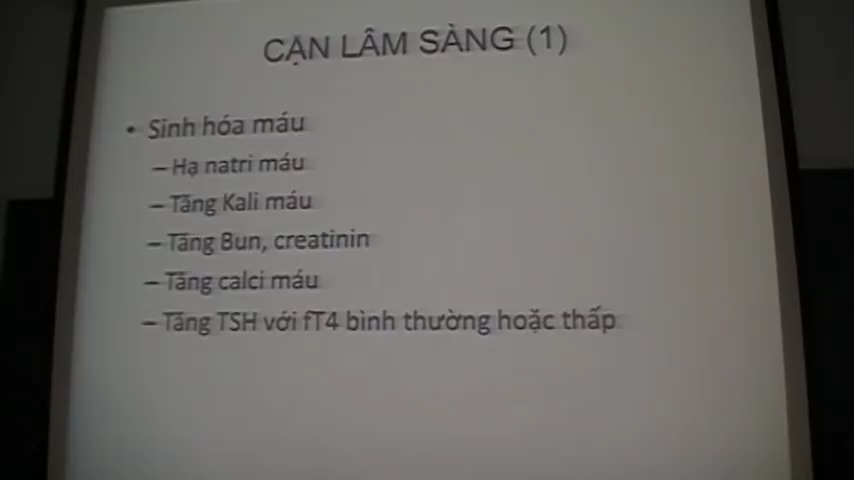 CẬN LÂM SÀNG (1)
• Sinh hóa máu
– Hạ natri máu
– Tăng Kali máu
– Tăng Bun, creatinin
– Tăng calci máu
– Tăng TSH với fT4 bình thường hoặc thấp